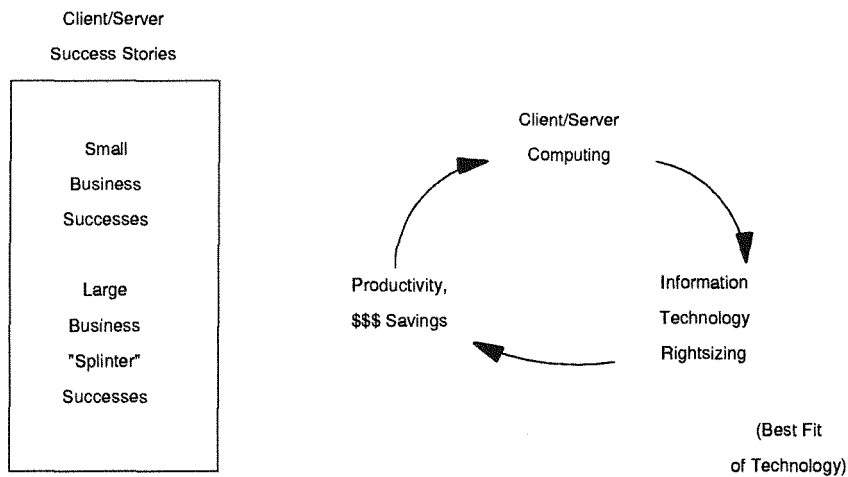 Client/Server
Success Stories
Small
Business
Successes
Large
Business
"Splinter"
Successes
Client/Server
Computing
Information
Technology
Rightsizing
Productivity,
$$$ Savings
(Best Fit
of Technology)